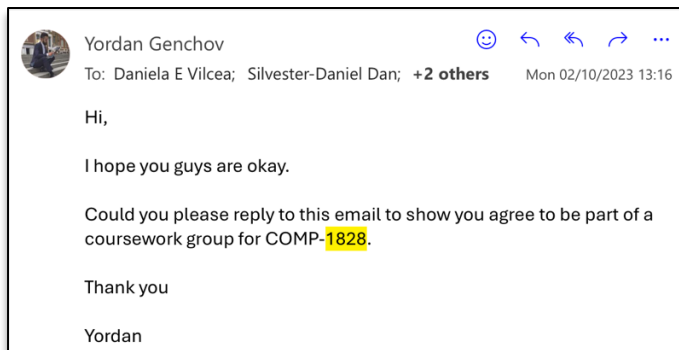 Yordan Genchov
To: Daniela E Vilcea; Silvester-Daniel Dan; +2 others Mon 02/10/2023 13:16
Hi,
I hope you guys are okay.
Could you please reply to this email to show you agree to be part of a
coursework group for COMP-1828.
Thank you
Yordan